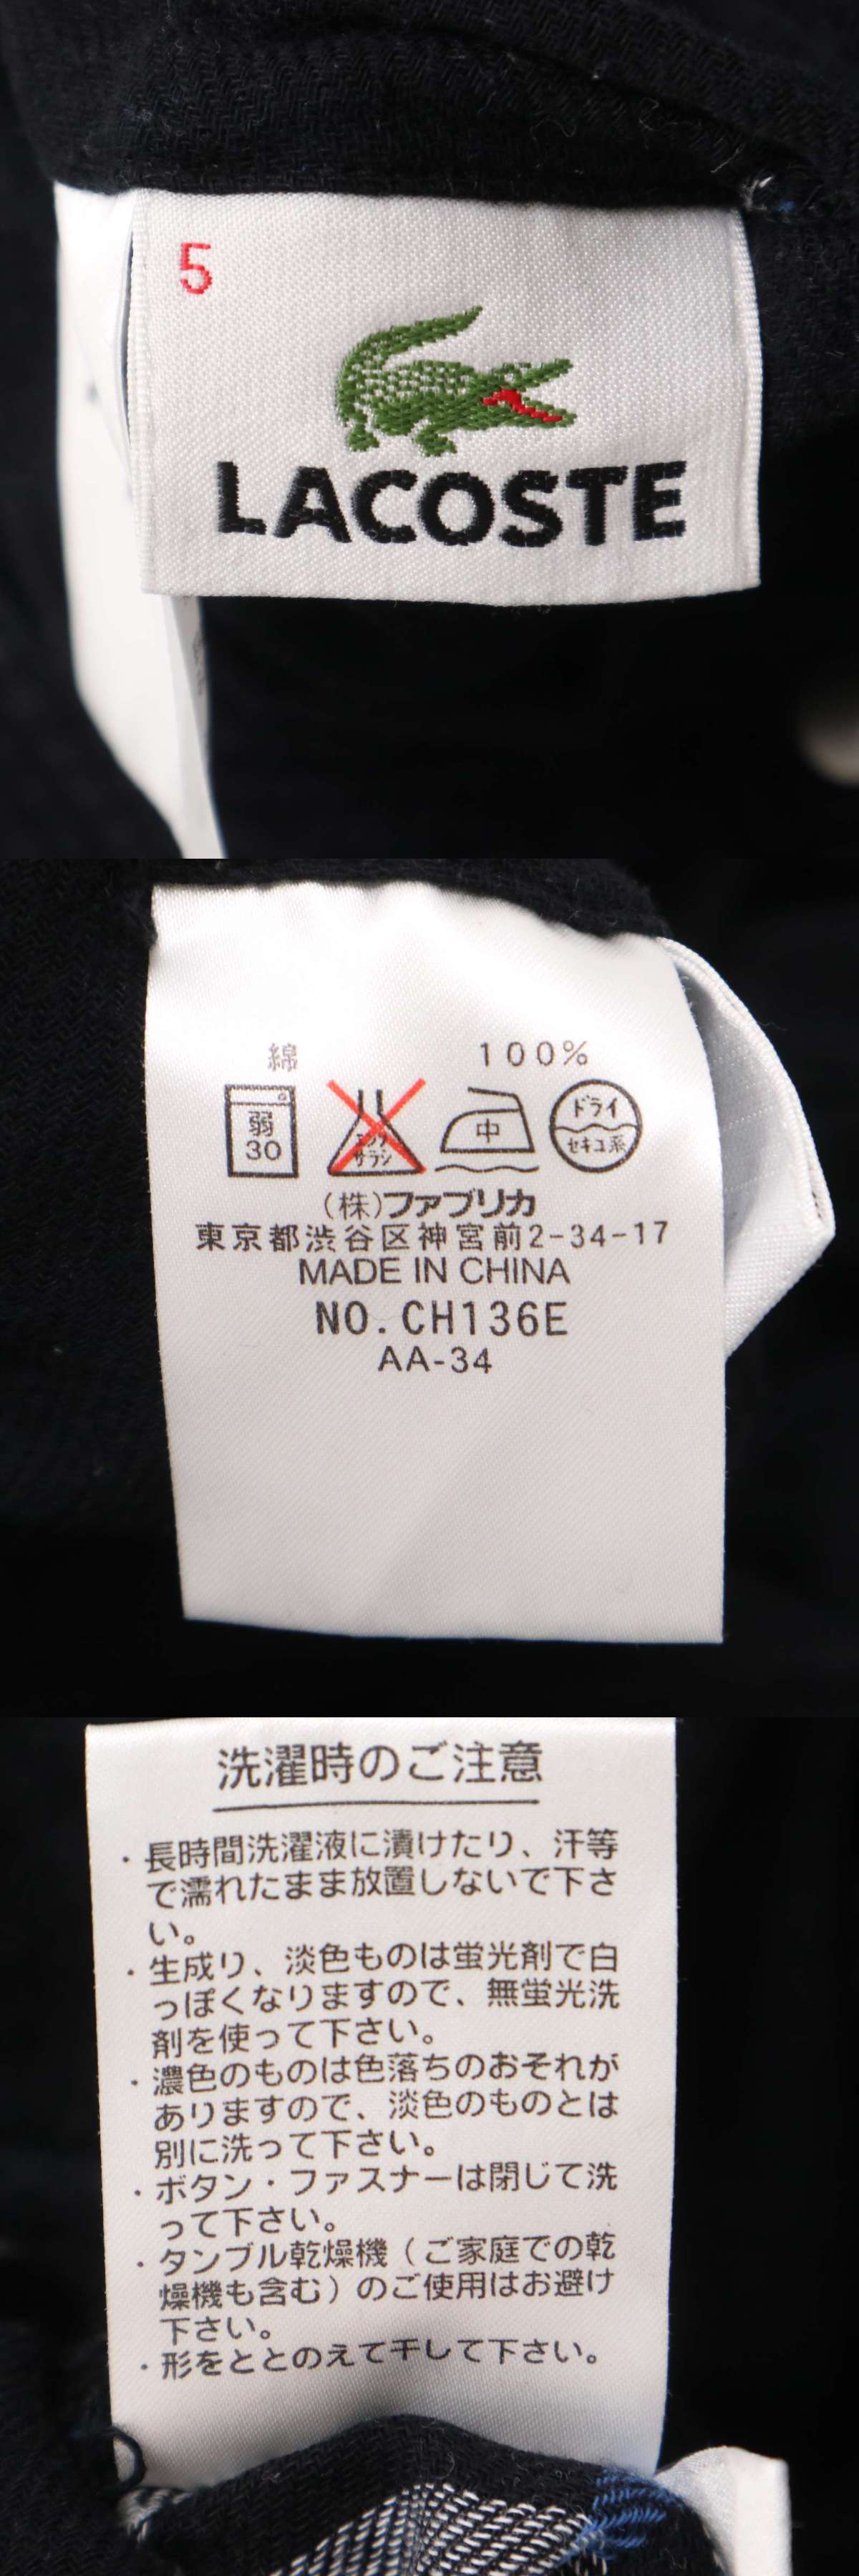 5
LACOSTE
綿 100%
弱
30
エンソ
サラシ
中
ドライ
セキユ系
(株)ファブリカ
東京都渋谷区神宮前2-34-17
MADE IN CHINA
NO.CH136E
AA-34
洗濯時のご注意
・長時間洗濯液に漬けたり、汗等
で濡れたまま放置しないで下さ
い。
・生成り、淡色ものは蛍光剤で白
っぽくなりますので、無蛍光洗
剤を使って下さい。
・濃色のものは色落ちのおそれが
ありますので、淡色のものとは
別に洗って下さい。
・ボタン・ファスナーは閉じて洗
って下さい。
・タンブル乾燥機(ご家庭での乾
燥機も含む)のご使用はお避け
下さい。
・形をととのえて干して下さい。